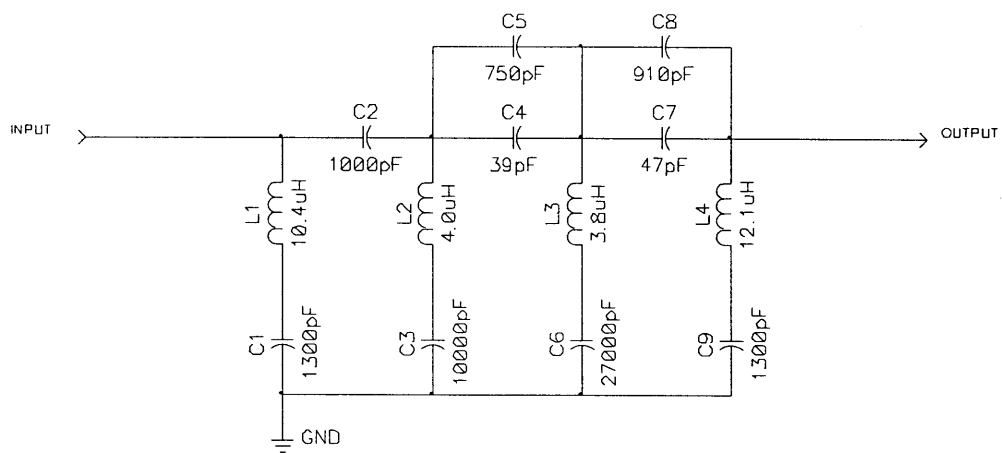 C5
C8
750pF
910pF
INPUT
C2
C4
C7
OUTPUT
1000pF
39pF
47pF
L1
10.4uH
L2
4.0uH
L3
3.8uH
L4
12.1uH
C1
1300pF
C3
10000pF
C6
27000pF
C9
1300pF
GND